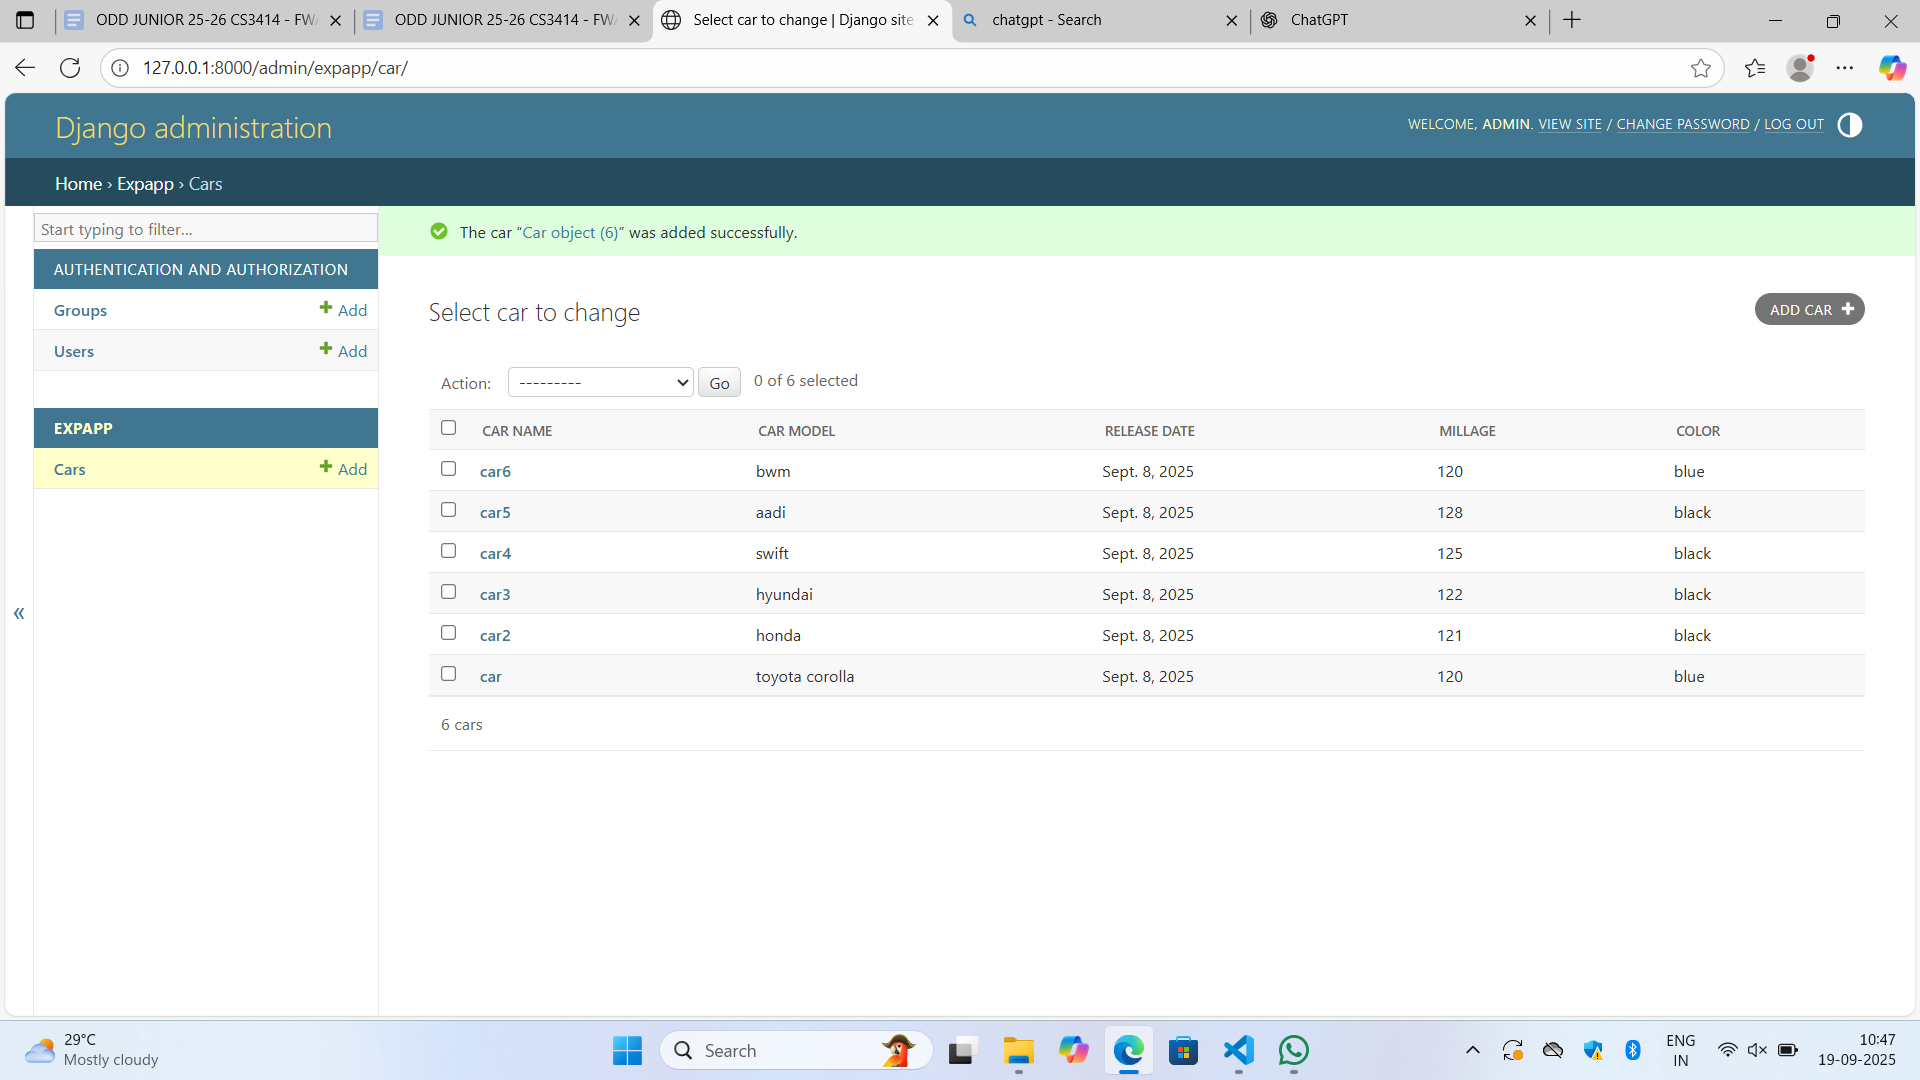 ODD JUNIOR 25-26 CS3414 - FW
ODD JUNIOR 25-26 CS3414 - FW
Select car to change | Django site
chatgpt - Search
ChatGPT
127.0.0.1:8000/admin/expapp/car/
Django administration
WELCOME, ADMIN. VIEW SITE / CHANGE PASSWORD / LOG OUT
Home › Expapp › Cars
Start typing to filter...
The car “Car object (6)” was added successfully.
AUTHENTICATION AND AUTHORIZATION
Groups Add
Users Add
EXPAPP
Cars Add
«
Select car to change
ADD CAR
Action: --------- Go 0 of 6 selected
CAR NAME CAR MODEL RELEASE DATE MILLAGE COLOR
car6 bwm Sept. 8, 2025 120 blue
car5 aadi Sept. 8, 2025 128 black
car4 swift Sept. 8, 2025 125 black
car3 hyundai Sept. 8, 2025 122 black
car2 honda Sept. 8, 2025 121 black
car toyota corolla Sept. 8, 2025 120 blue
6 cars
29°C
Mostly cloudy
Search
ENG
IN
10:47
19-09-2025